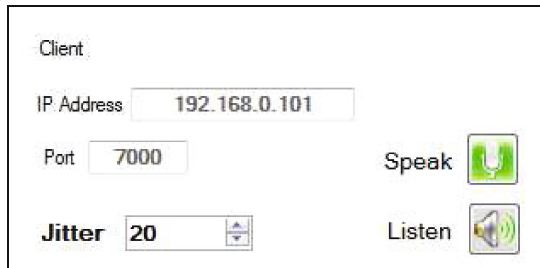 Client
IP Address 192.168.0.101
Port 7000 Speak
Jitter 20 Listen